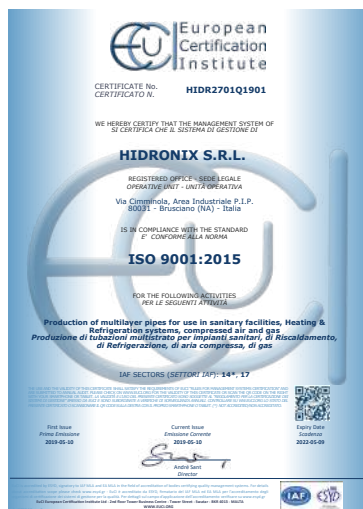 ECI
European
Certification
Institute
CERTIFICATE No.
CERTIFICATO N.
HIDR2701Q1901
WE HEREBY CERTIFY THAT THE MANAGEMENT SYSTEM OF
SI CERTIFICA CHE IL SISTEMA DI GESTIONE DI
HIDRONIX S.R.L.
REGISTERED OFFICE - SEDE LEGALE
OPERATIVE UNIT - UNITÀ OPERATIVA
Via Cimminola, Area Industriale P.I.P.
80031 - Brusciano (NA) - Italia
IS IN COMPLIANCE WITH THE STANDARD
E' CONFORME ALLA NORMA
ISO 9001:2015
FOR THE FOLLOWING ACTIVITIES
PER LE SEGUENTI ATTIVITÀ
Production of multilayer pipes for use in sanitary facilities, Heating &
Refrigeration systems, compressed air and gas
Produzione di tubazioni multistrato per impianti sanitari, di Riscaldamento,
di Refrigerazione, di aria compressa, di gas
IAF SECTORS (SETTORI IAF): 14*, 17
First Issue
Prima Emissione
2019-05-10
Current Issue
Emissione Corrente
2019-05-10
Expiry Date
Scadenza
2022-05-09
André Sant
Director
IAF